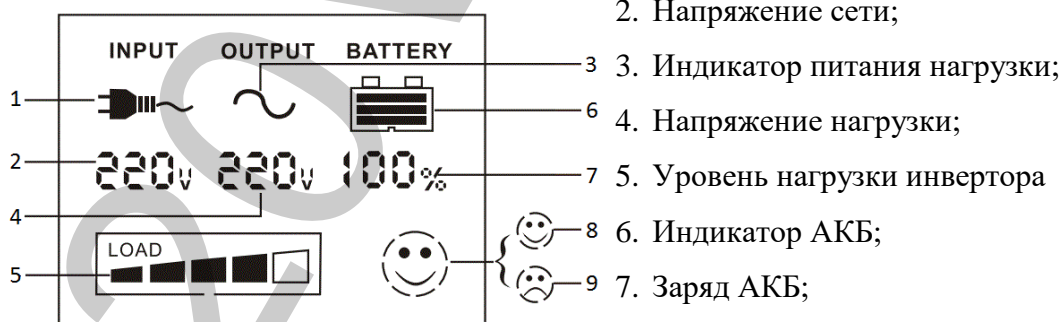 INPUT OUTPUT BATTERY
1
3
6
2
220V 220V 100%
7
4
LOAD
5
8
9
2. Напряжение сети;
3. Индикатор питания нагрузки;
4. Напряжение нагрузки;
5. Уровень нагрузки инвертора
6. Индикатор АКБ;
7. Заряд АКБ;